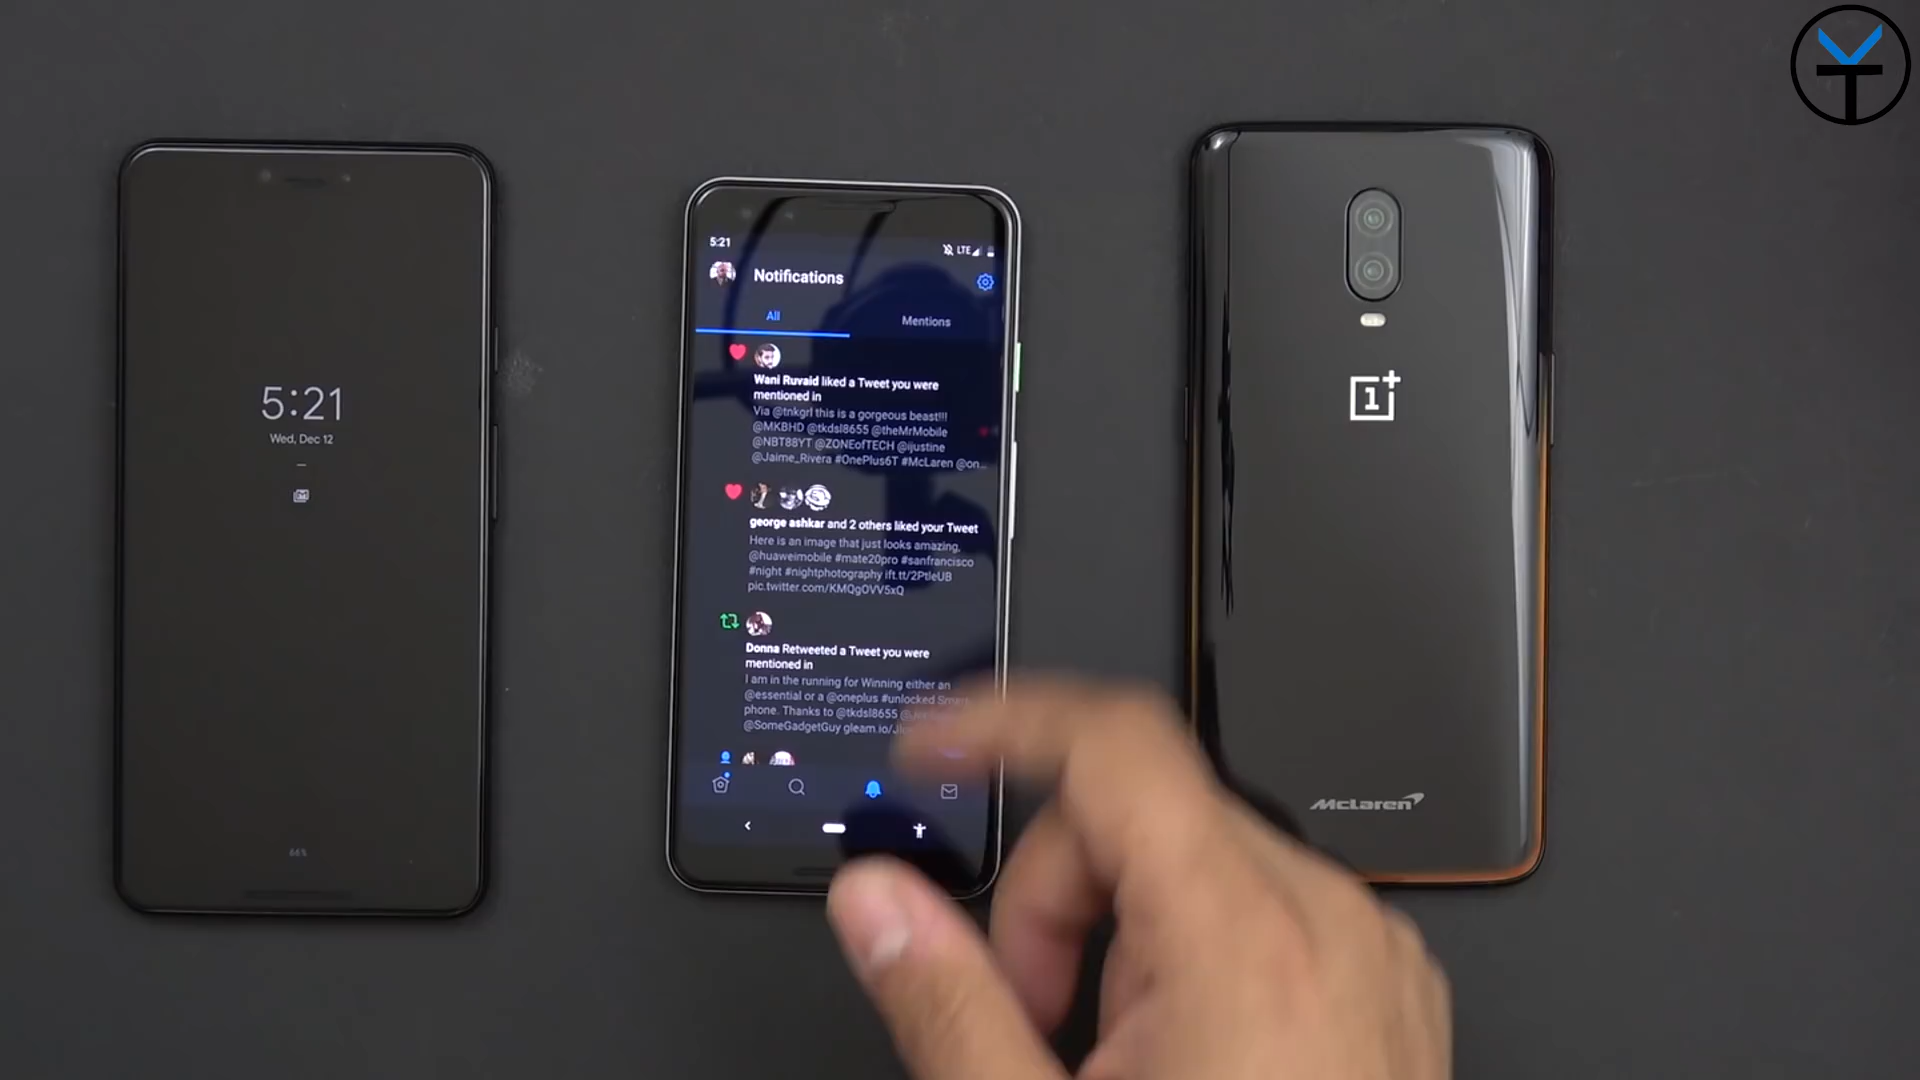 5:21
Wed, Dec 12
66%
5:21
LTE
Notifications
All
Mentions
Wani Ruvaid liked a Tweet you were
mentioned in
Via @tnkgrl this is a gorgeous beast!!!
@MKBHD @tkdsl8655 @theMrMobile
@NBT88YT @ZONEofTECH @ijustine
@Jaime_Rivera #OnePlus6T #McLaren @on...
george ashkar and 2 others liked your Tweet
Here is an image that just looks amazing,
@huaweimobile #mate20pro #sanfrancisco
#night #nightphotography ift.tt/2PtleUB
pic.twitter.com/KMQgOVV5xQ
Donna Retweeted a Tweet you were
mentioned in
I am in the running for Winning either an
@essential or a @oneplus #unlocked Smart
phone. Thanks to @tkdsl8655
@SomeGadgetGuy gleam.io/
1+
McLaren
YT